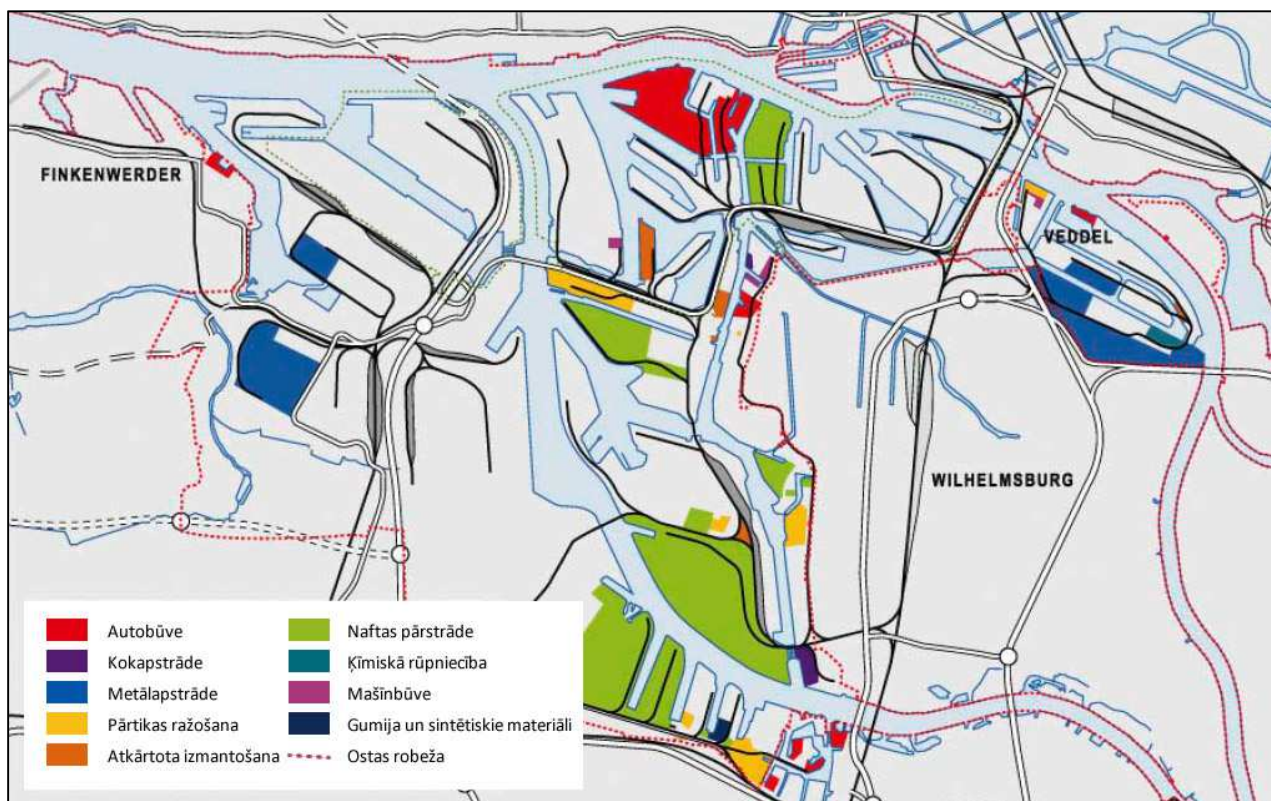 FINKENWERDER
VEDDEL
WILHELMSBURG
Autobūve
Kokapstrāde
Metālapstrāde
Pārtikas ražošana
Atkārtota izmantošana
Naftas pārstrāde
Ķīmiskā rūpniecība
Mašīnbūve
Gumija un sintētiskie materiāli
Ostas robeža